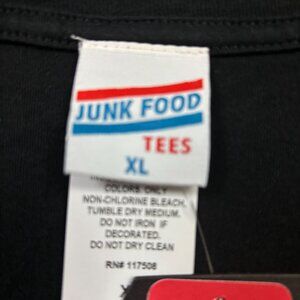 JUNK FOOD
TEES
XL
COLORS ONLY
NON-CHLORINE BLEACH.
TUMBLE DRY MEDIUM.
DO NOT IRON IF
DECORATED.
DO NOT DRY CLEAN
RN# 117508